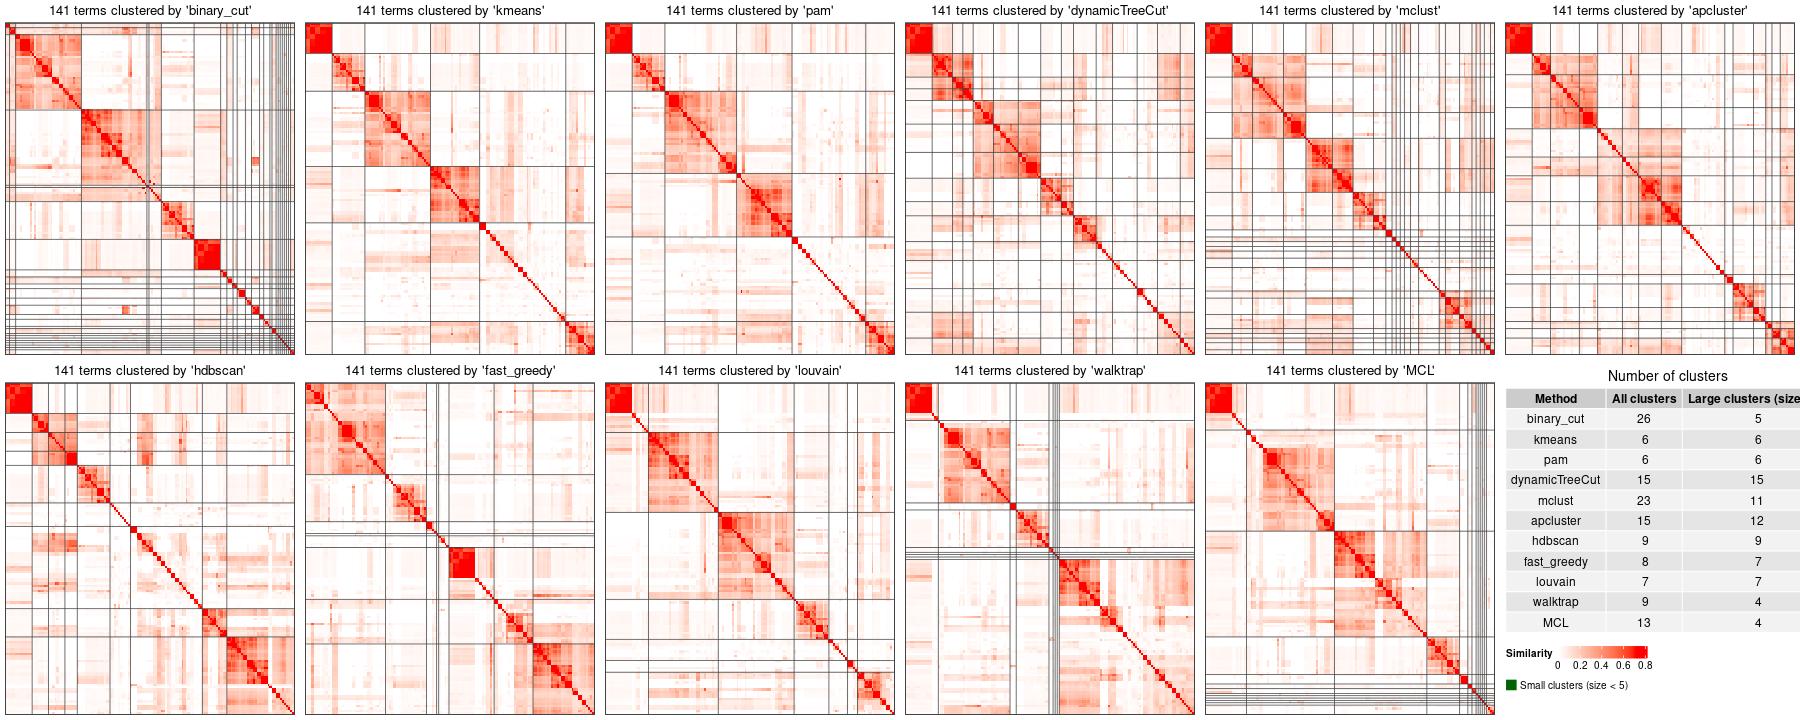 141 terms clustered by 'binary_cut'
141 terms clustered by 'kmeans'
141 terms clustered by 'pam'
141 terms clustered by 'dynamicTreeCut'
141 terms clustered by 'mclust'
141 terms clustered by 'apcluster'
141 terms clustered by 'hdbscan'
141 terms clustered by 'fast_greedy'
141 terms clustered by 'louvain'
141 terms clustered by 'walktrap'
141 terms clustered by 'MCL'
Number of clusters
Method All clusters Large clusters (size
binary_cut 26 5
kmeans 6 6
pam 6 6
dynamicTreeCut 15 15
mclust 23 11
apcluster 15 12
hdbscan 9 9
fast_greedy 8 7
louvain 7 7
walktrap 9 4
MCL 13 4
Similarity
0 0.2 0.4 0.6 0.8
Small clusters (size < 5)